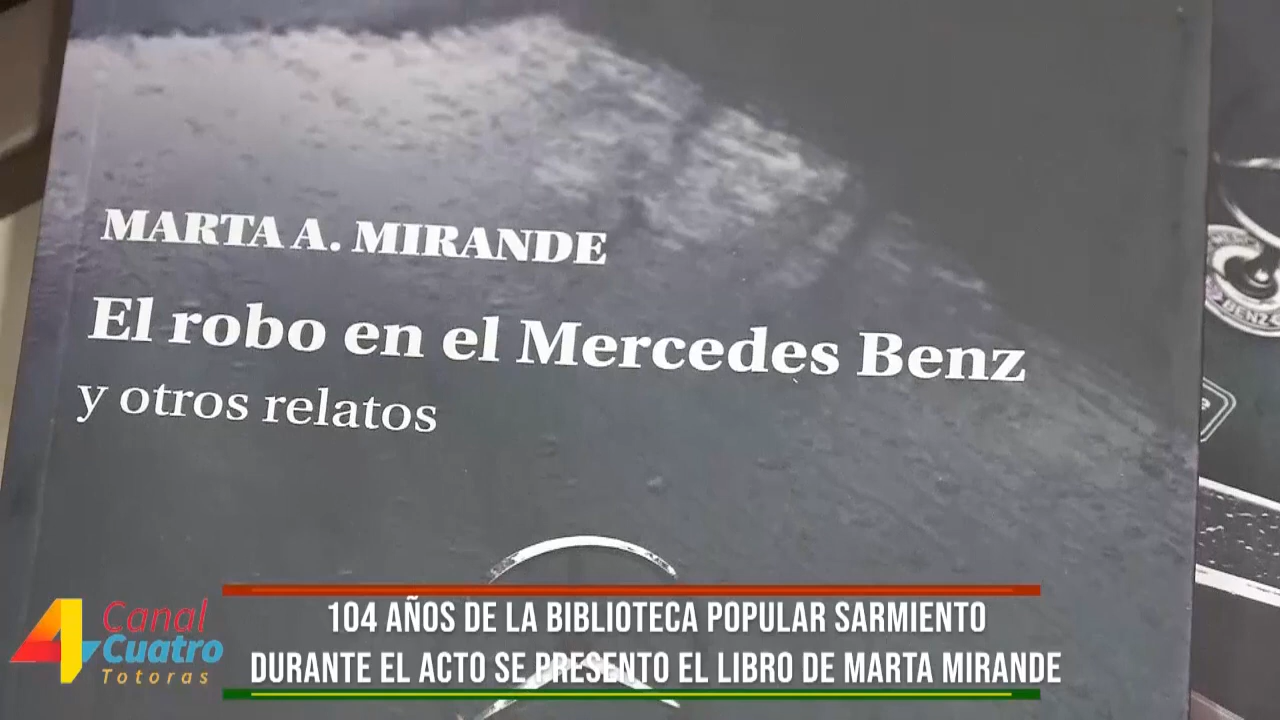 MARTA A. MIRANDE
El robo en el Mercedes Benz
y otros relatos
BENZ
Canal
Cuatro
Totoras
104 AÑOS DE LA BIBLIOTECA POPULAR SARMIENTO
DURANTE EL ACTO SE PRESENTO EL LIBRO DE MARTA MIRANDE